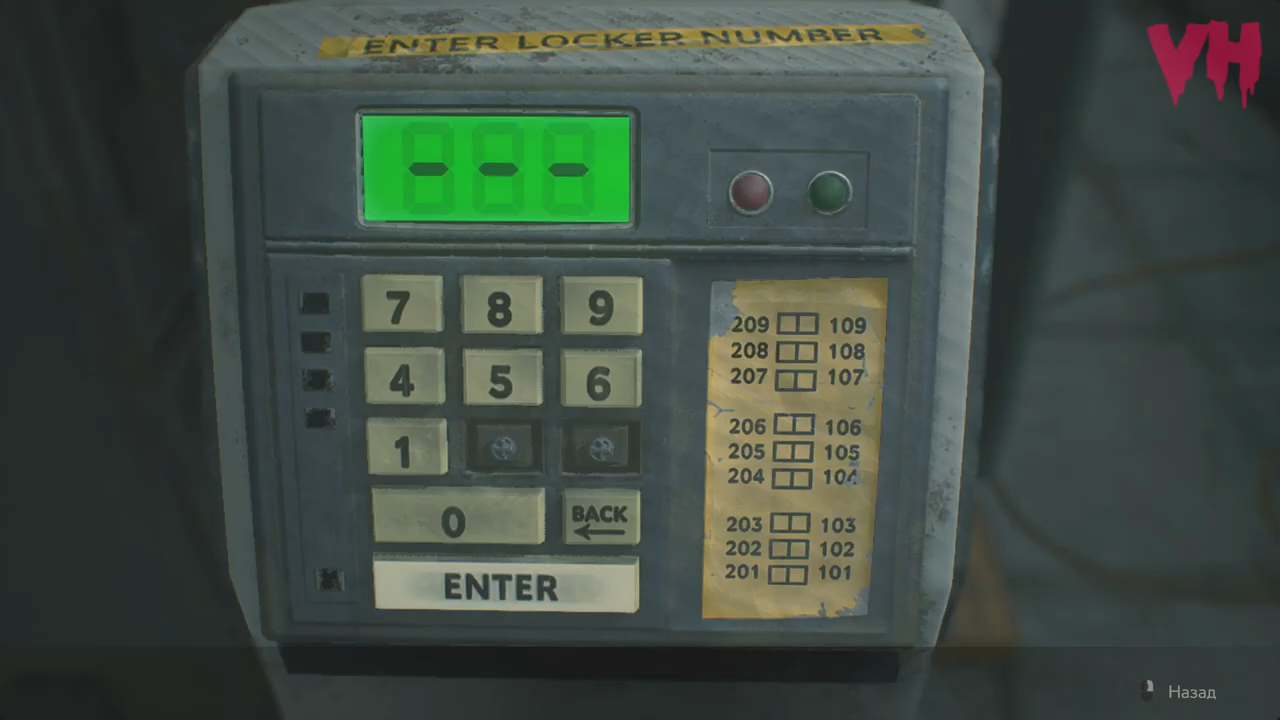 ENTER LOCKER NUMBER
VH
- - -
7 8 9
4 5 6
1
0 BACK
ENTER
209 109
208 108
207 107
206 106
205 105
204 104
203 103
202 102
201 101
Назад